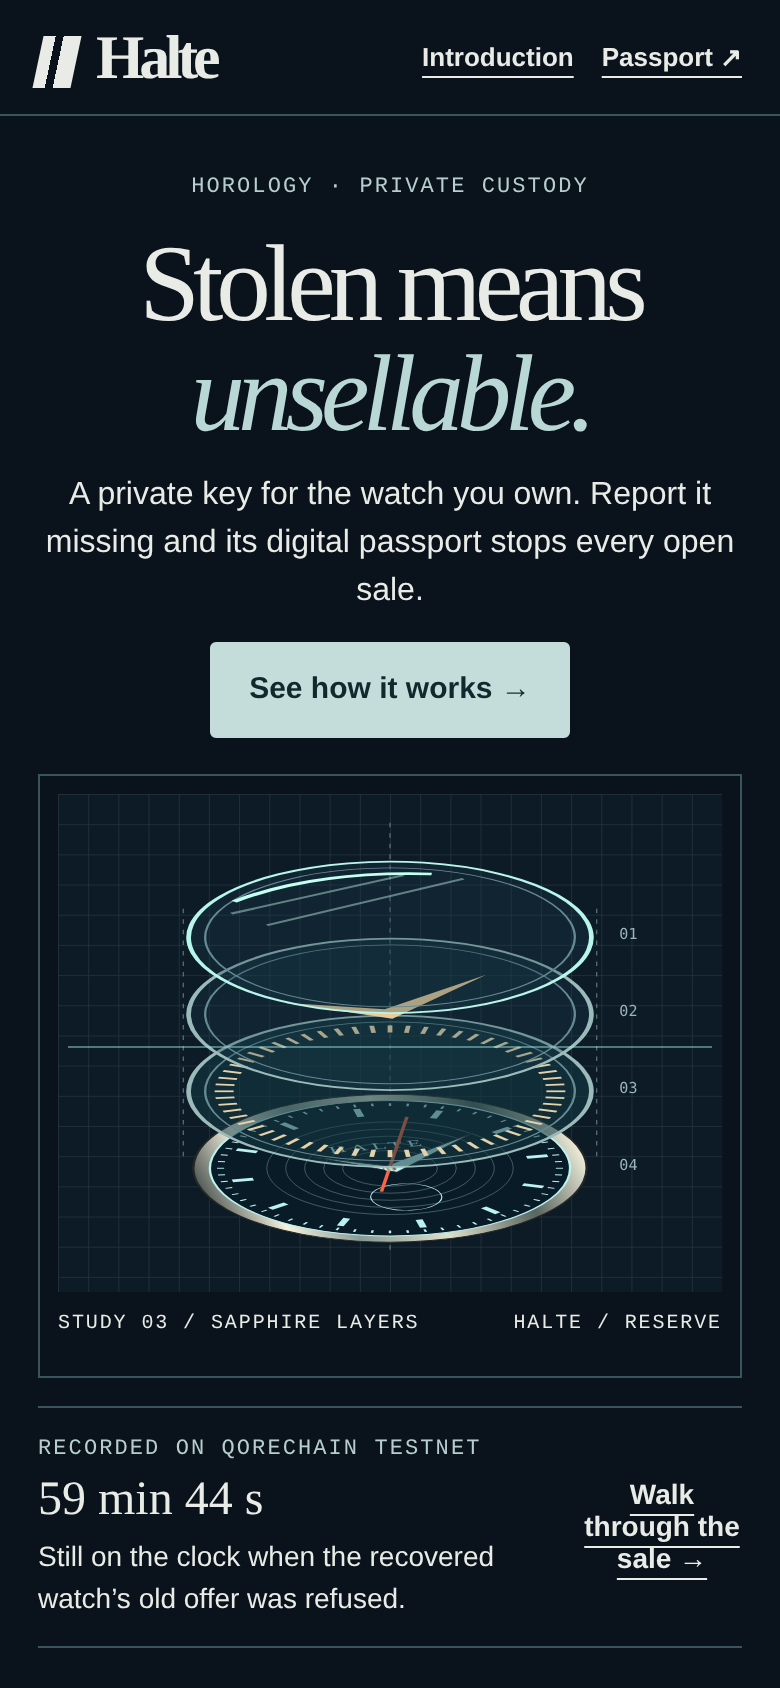 Halte
Introduction
Passport ↗
HOROLOGY · PRIVATE CUSTODY
Stolen means
unsellable.
A private key for the watch you own. Report it
missing and its digital passport stops every open
sale.
See how it works →
01
02
03
HALTE
04
STUDY 03 / SAPPHIRE LAYERS
HALTE / RESERVE
RECORDED ON QORECHAIN TESTNET
59 min 44 s
Still on the clock when the recovered
watch’s old offer was refused.
Walk
through the
sale →